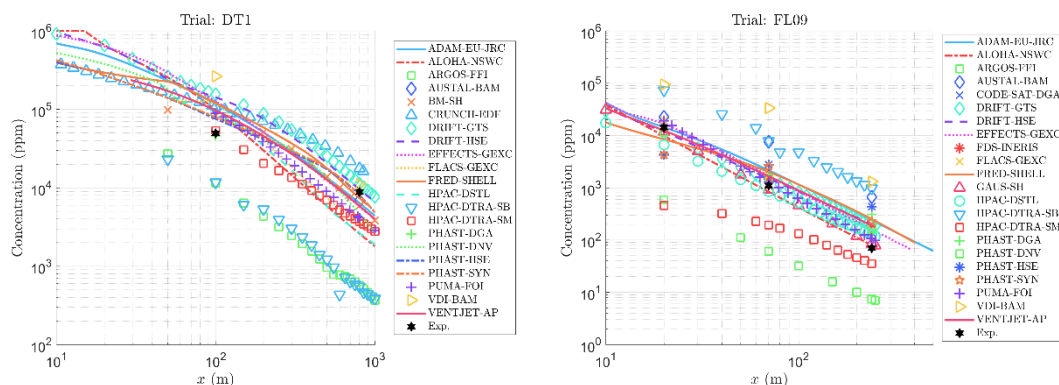 Trial: DT1
10^6
10^5
10^4
10^3
10^2
Concentration (ppm)
10^1
10^2
10^3
x (m)
ADAM-EU-JRC
ALOHA-NSWC
ARGOS-FFI
AUSTAL-BAM
BM-SH
CRUNCH-EDF
DRIFT-GTS
DRIFT-HSE
EFFECTS-GEXC
FLACS-GEXC
FRED-SHELL
HPAC-DSTL
HPAC-DTRA-SB
HPAC-DTRA-SM
PHAST-DGA
PHAST-DNV
PHAST-HSE
PHAST-SYN
PUMA-FOI
VDI-BAM
VENTJET-AP
Exp.
Trial: FL09
10^6
10^5
10^4
10^3
10^2
10^1
10^0
Concentration (ppm)
10^1
10^2
x (m)
ADAM-EU-JRC
ALOHA-NSWC
ARGOS-FFI
AUSTAL-BAM
CODE-SAT-DGA
DRIFT-GTS
DRIFT-HSE
EFFECTS-GEXC
FDS-INERIS
FLACS-GEXC
FRED-SHELL
GAUS-SH
HPAC-DSTL
HPAC-DTRA-SB
HPAC-DTRA-SM
PHAST-DGA
PHAST-DNV
PHAST-HSE
PHAST-SYN
PUMA-FOI
VDI-BAM
VENTJET-AP
Exp.